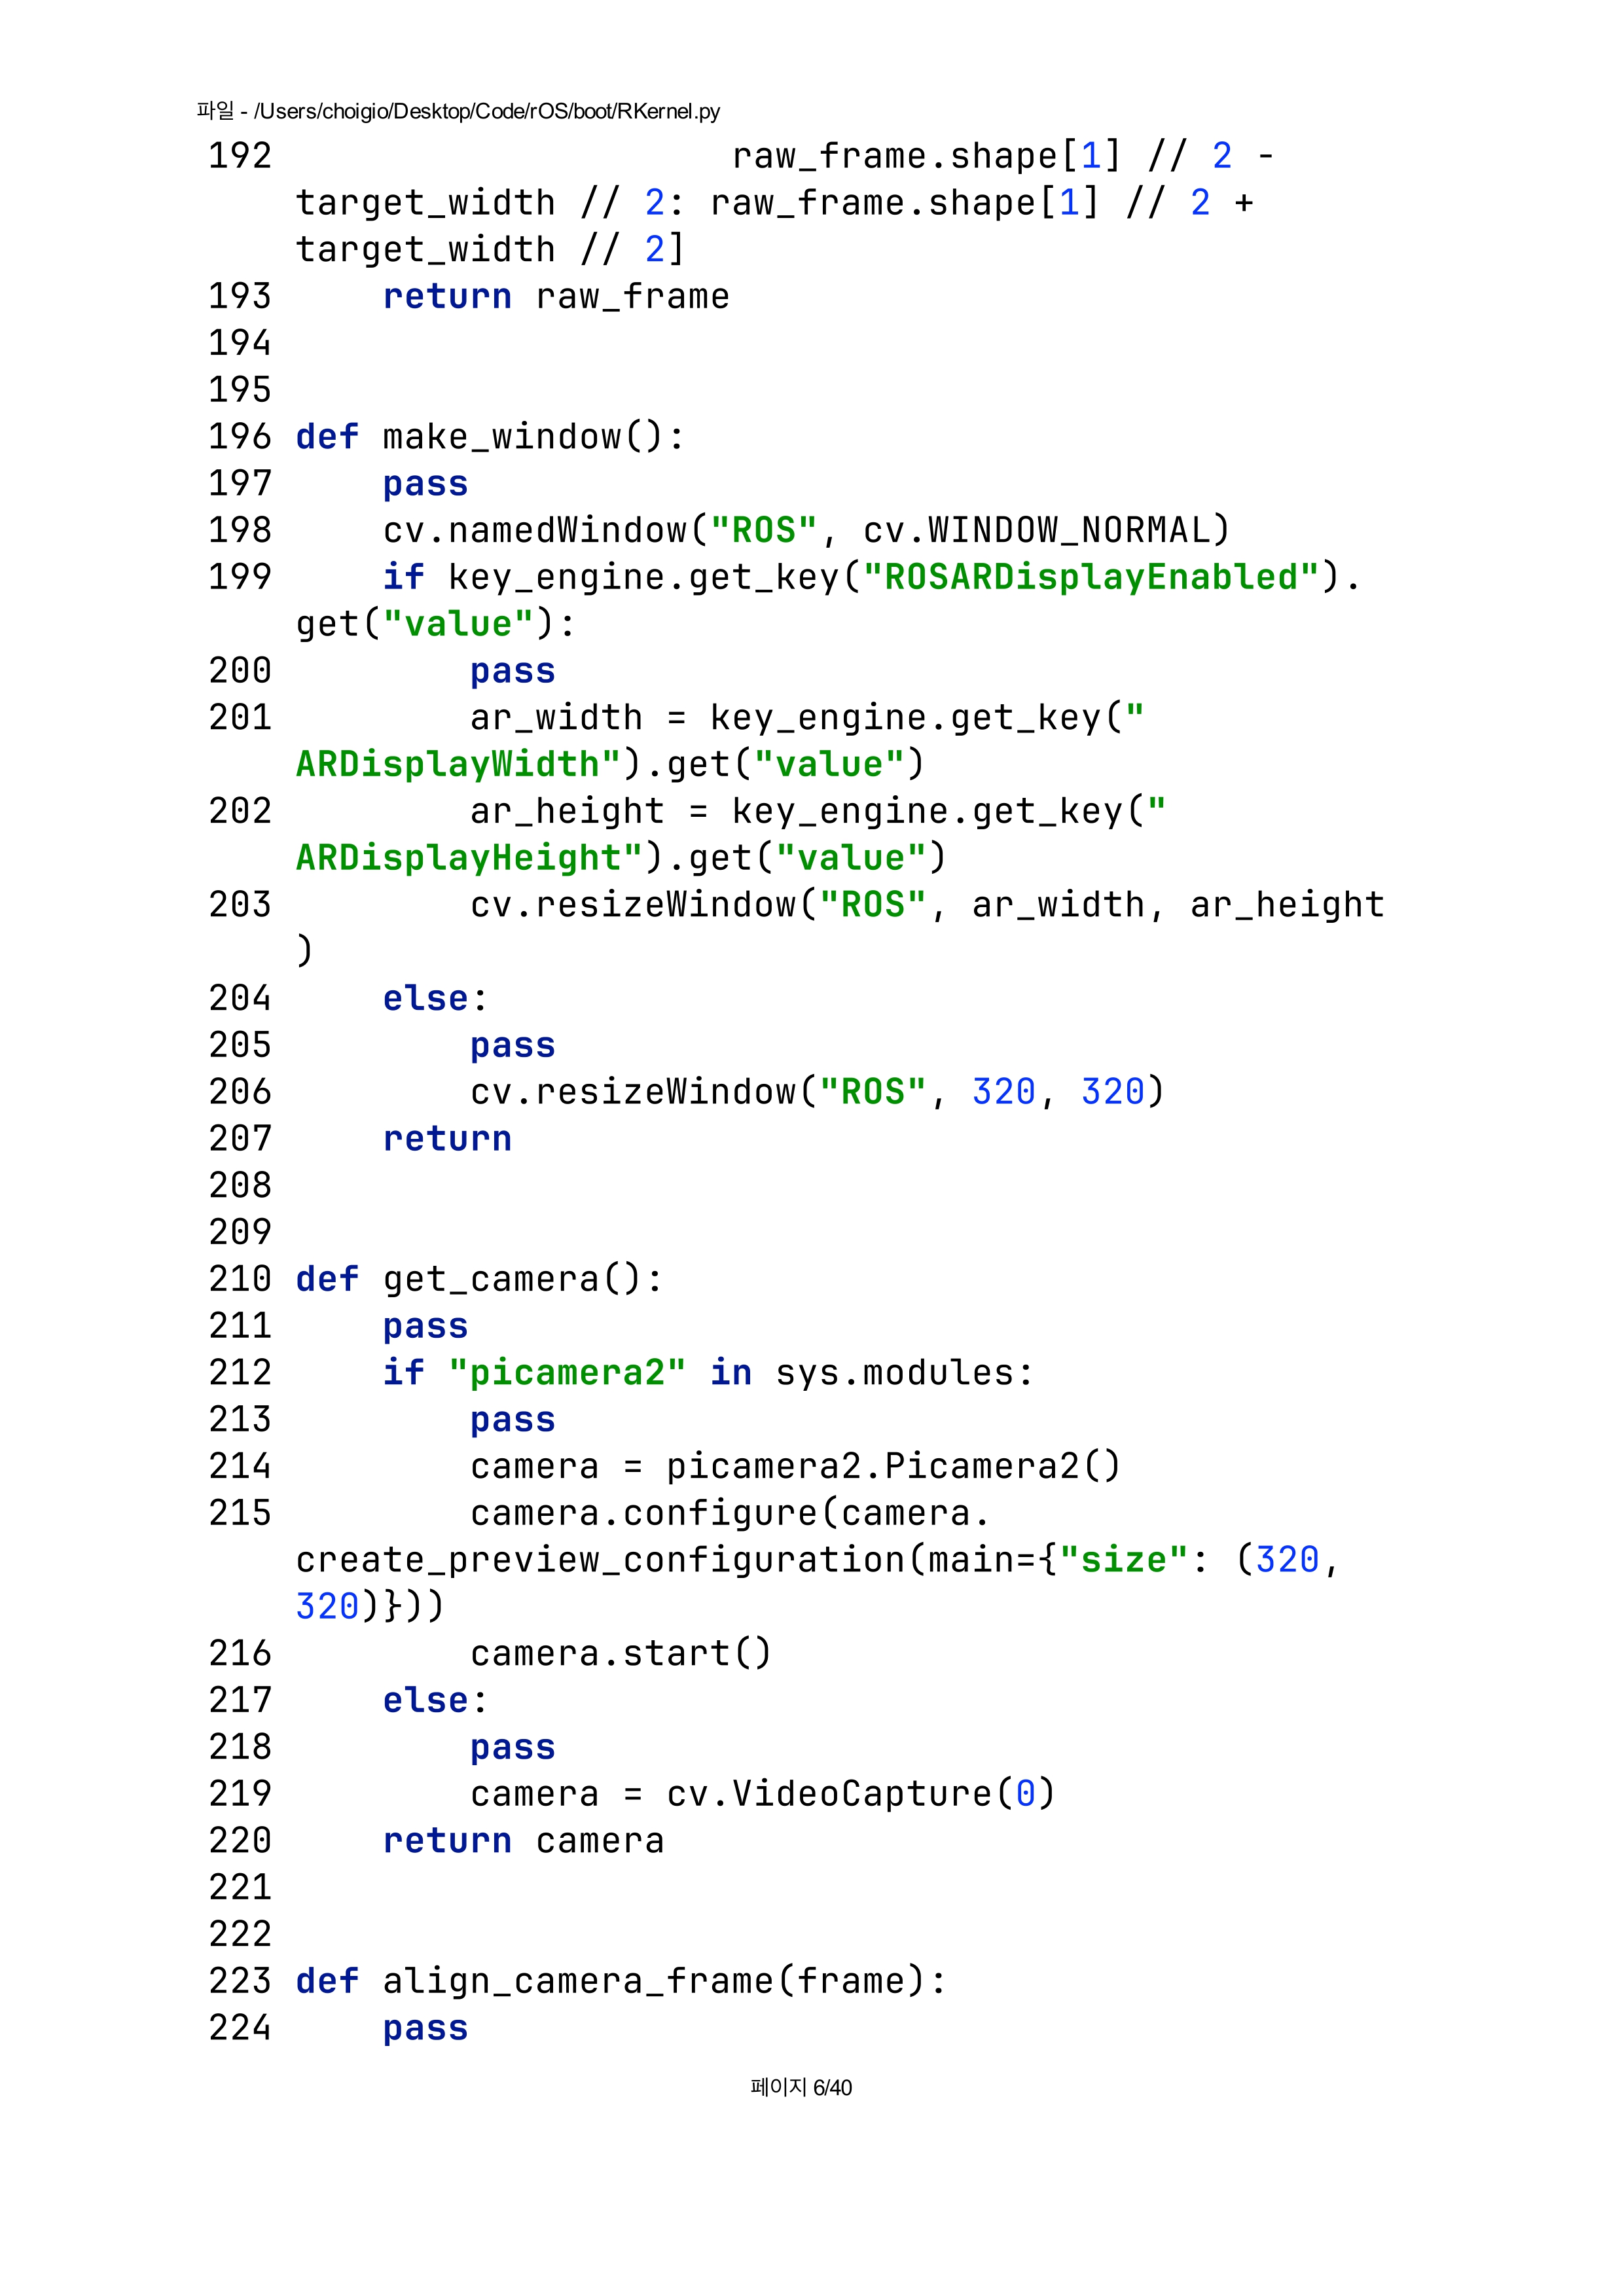 파일 - /Users/choigio/Desktop/Code/rOS/boot/RKernel.py
192                     raw_frame.shape[1] // 2 -
    target_width // 2: raw_frame.shape[1] // 2 +
    target_width // 2]
193     return raw_frame
194
195
196 def make_window():
197     pass
198     cv.namedWindow("ROS", cv.WINDOW_NORMAL)
199     if key_engine.get_key("ROSARDisplayEnabled").
    get("value"):
200         pass
201         ar_width = key_engine.get_key("
    ARDisplayWidth").get("value")
202         ar_height = key_engine.get_key("
    ARDisplayHeight").get("value")
203         cv.resizeWindow("ROS", ar_width, ar_height
    )
204     else:
205         pass
206         cv.resizeWindow("ROS", 320, 320)
207     return
208
209
210 def get_camera():
211     pass
212     if "picamera2" in sys.modules:
213         pass
214         camera = picamera2.Picamera2()
215         camera.configure(camera.
    create_preview_configuration(main={"size": (320,
    320)}))
216         camera.start()
217     else:
218         pass
219         camera = cv.VideoCapture(0)
220     return camera
221
222
223 def align_camera_frame(frame):
224     pass
페이지 6/40